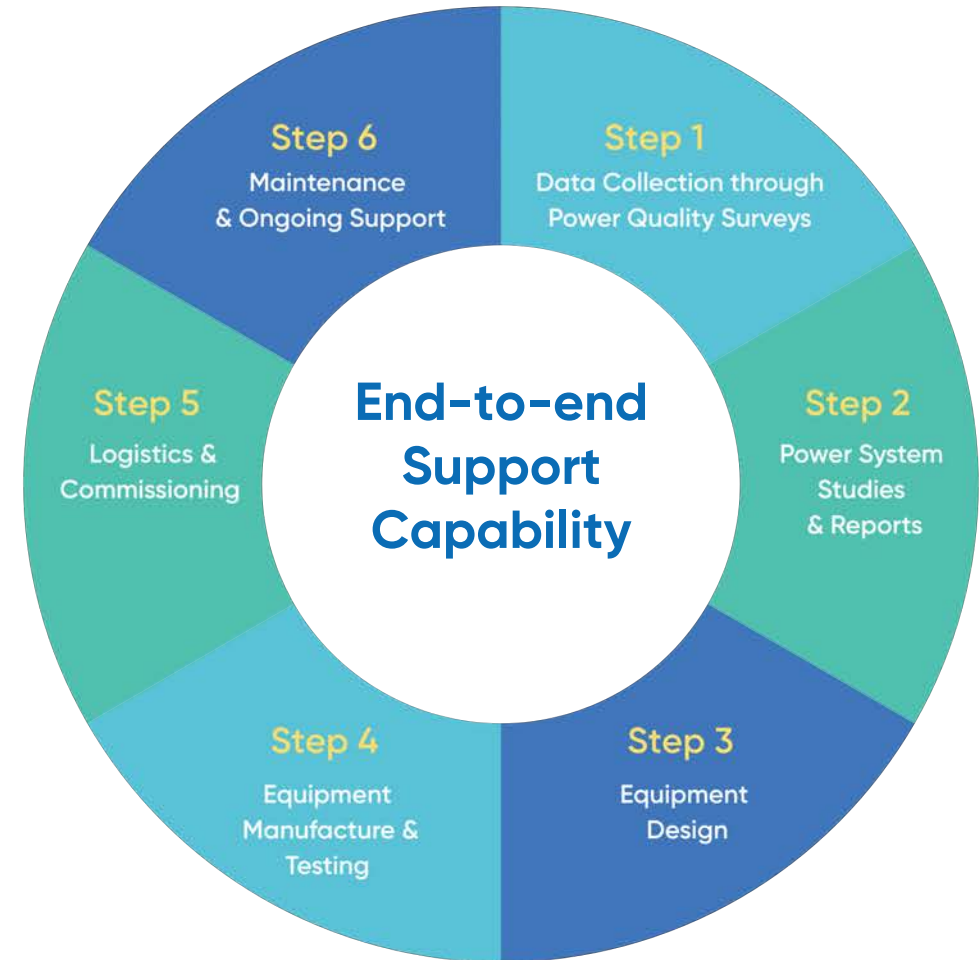 End-to-end
Support
Capability
Step 1
Data Collection through
Power Quality Surveys
Step 2
Power System
Studies
& Reports
Step 3
Equipment
Design
Step 4
Equipment
Manufacture &
Testing
Step 5
Logistics &
Commissioning
Step 6
Maintenance
& Ongoing Support